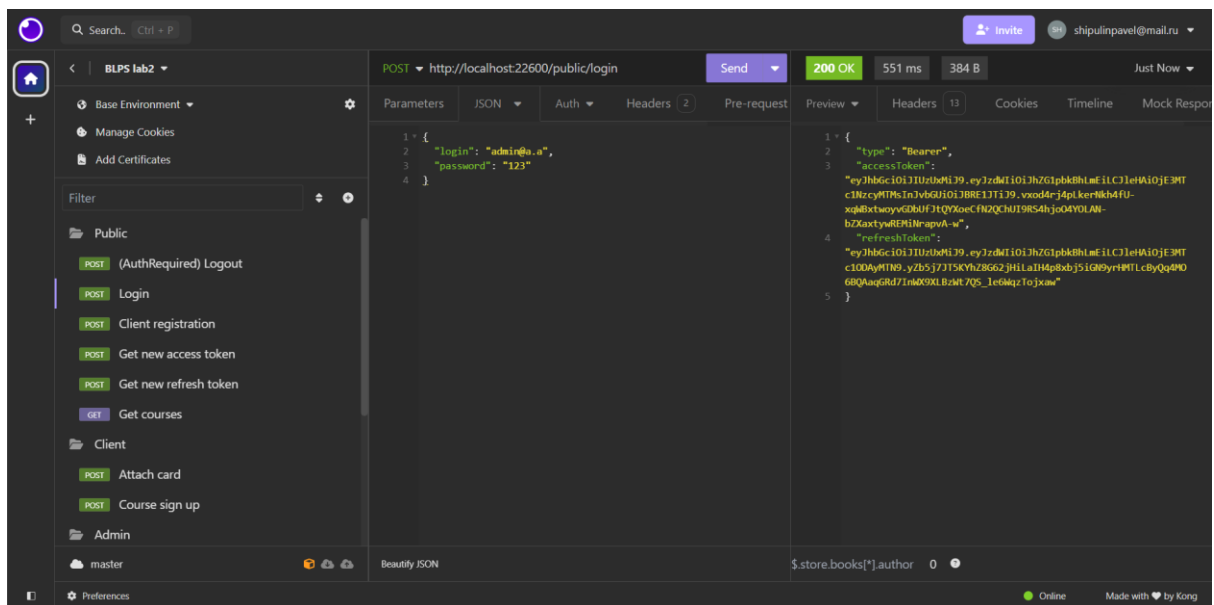 Search.. Ctrl + P
Invite
SH shipulinpavel@mail.ru
BLPS lab2
Base Environment
Manage Cookies
Add Certificates
Filter
Public
POST (AuthRequired) Logout
POST Login
POST Client registration
POST Get new access token
POST Get new refresh token
GET Get courses
Client
POST Attach card
POST Course sign up
Admin
master
Preferences
POST http://localhost:22600/public/login Send
Parameters JSON Auth Headers 2 Pre-request
1 {
2 "login": "admin@a.a",
3 "password": "123"
4 }
Beautify JSON
200 OK 551 ms 384 B Just Now
Preview Headers 13 Cookies Timeline Mock Respor
1 {
2 "type": "Bearer",
3 "accessToken":
4 "refreshToken":
5 }
$.store.books[*].author 0
Online Made with ❤ by Kong